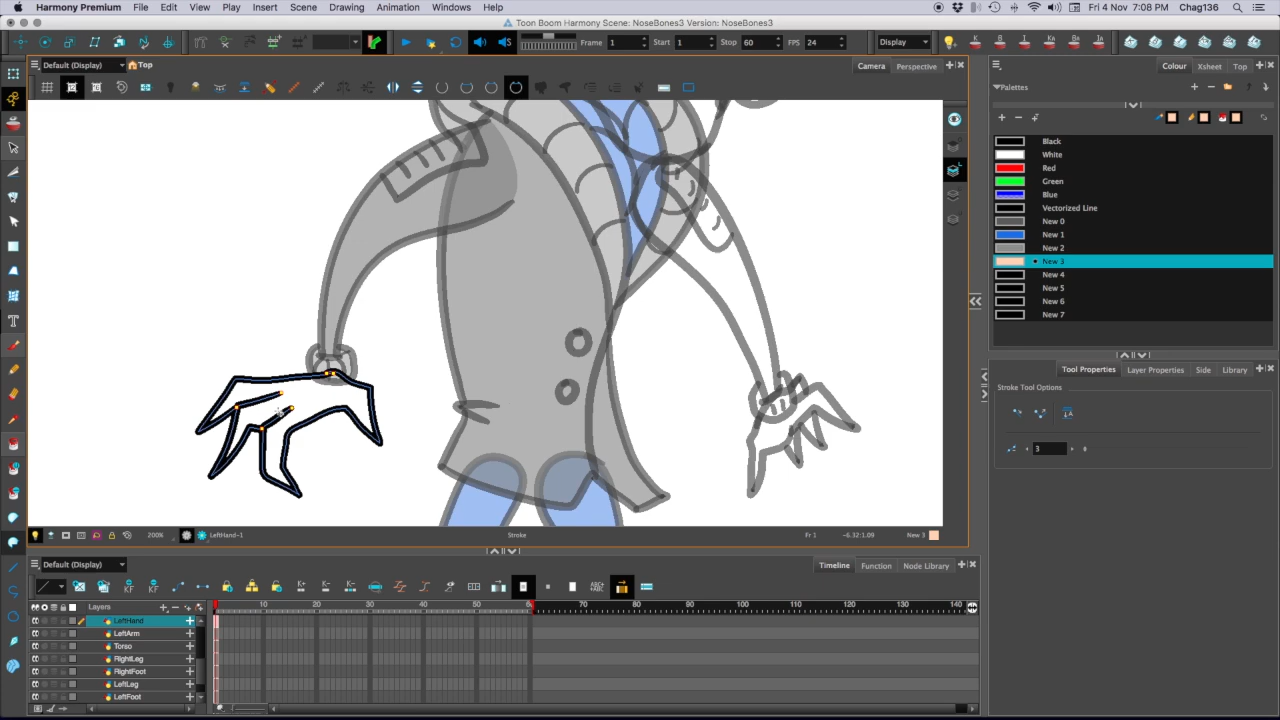 Harmony Premium File Edit View Play Insert Scene Drawing Animation Windows Help Fri 4 Nov 7:08 PM Chag136
Toon Boom Harmony Scene: NoseBones3 Version: NoseBones3
Frame 1 Start 1 Stop 60 FPS 24 Display
Default (Display) Top Camera Perspective
Colour Xsheet Top
Palettes
Black
White
Red
Green
Blue
Vectorized Line
New 0
New 1
New 2
New 3
New 4
New 5
New 6
New 7
Tool Properties Layer Properties Side Library
Stroke Tool Options
3
200% LeftHand-1 Stroke Fr 1 -6.32:1.09 New 3
Default (Display) Timeline Function Node Library
Layers 10 20 30 40 50 60 70 80 90 100 110 120 130 140
LeftHand
LeftArm
Torso
RightLeg
RightFoot
LeftLeg
LeftFoot